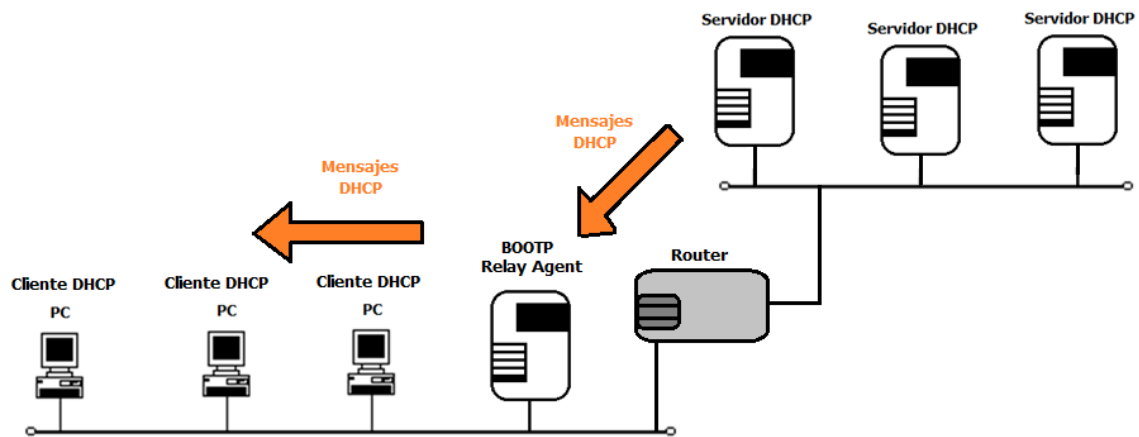 Servidor DHCP
Servidor DHCP
Servidor DHCP
Mensajes
DHCP
Mensajes
DHCP
BOOTP
Relay Agent
Router
Cliente DHCP
PC
Cliente DHCP
PC
Cliente DHCP
PC